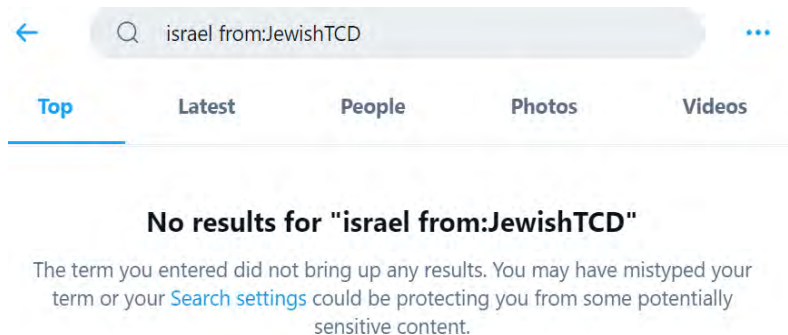 israel from:JewishTCD
Top Latest People Photos Videos
No results for "israel from:JewishTCD"
The term you entered did not bring up any results. You may have mistyped your
term or your Search settings could be protecting you from some potentially
sensitive content.